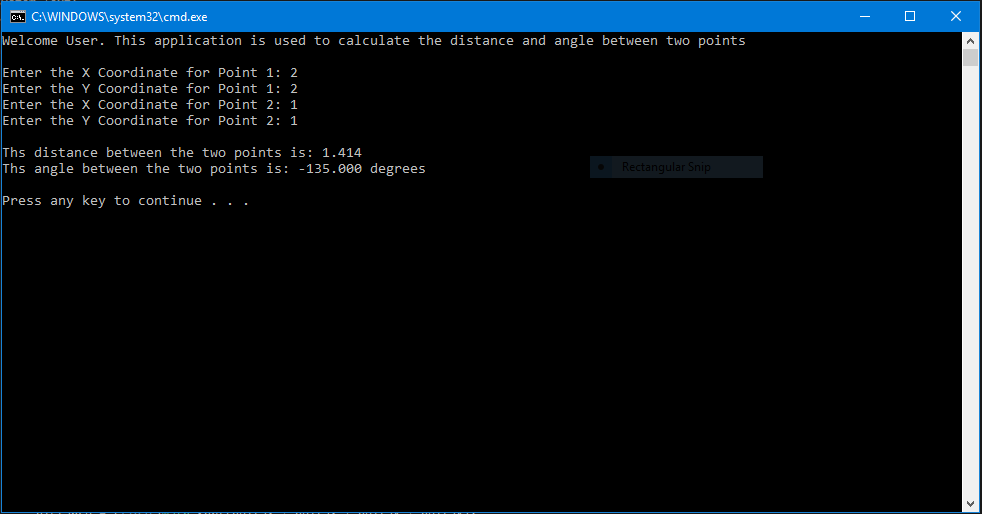 C:\WINDOWS\system32\cmd.exe
Welcome User. This application is used to calculate the distance and angle between two points
Enter the X Coordinate for Point 1: 2
Enter the Y Coordinate for Point 1: 2
Enter the X Coordinate for Point 2: 1
Enter the Y Coordinate for Point 2: 1
Ths distance between the two points is: 1.414
Ths angle between the two points is: -135.000 degrees
Rectangular Snip
Press any key to continue . . .